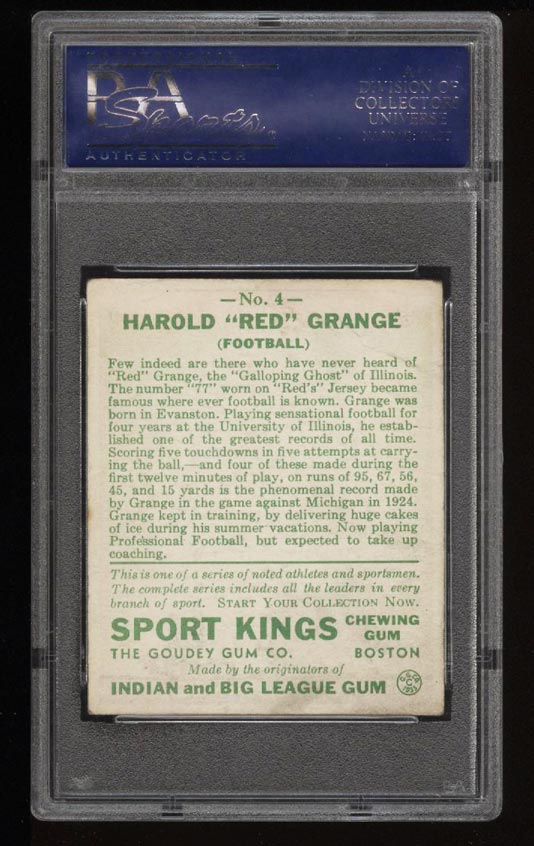 PSA
Sports
AUTHENTICATOR
A
DIVISION OF
COLLECTORS
UNIVERSE
NASDAQ: CLCT
—No. 4—
HAROLD “RED” GRANGE
(FOOTBALL)
Few indeed are there who have never heard of
"Red" Grange, the "Galloping Ghost" of Illinois.
The number "77" worn on "Red's" Jersey became
famous where ever football is known. Grange was
born in Evanston. Playing sensational football for
four years at the University of Illinois, he estab-
lished one of the greatest records of all time.
Scoring five touchdowns in five attempts at carry-
ing the ball,—and four of these made during the
first twelve minutes of play, on runs of 95, 67, 56,
45, and 15 yards is the phenomenal record made
by Grange in the game against Michigan in 1924.
Grange kept in training, by delivering huge cakes
of ice during his summer vacations. Now playing
Professional Football, but expected to take up
coaching.
This is one of a series of noted athletes and sportsmen.
The complete series includes all the leaders in every
branch of sport. START YOUR COLLECTION NOW.
SPORT KINGS CHEWING GUM
THE GOUDEY GUM CO. BOSTON
Made by the originators of
INDIAN and BIG LEAGUE GUM